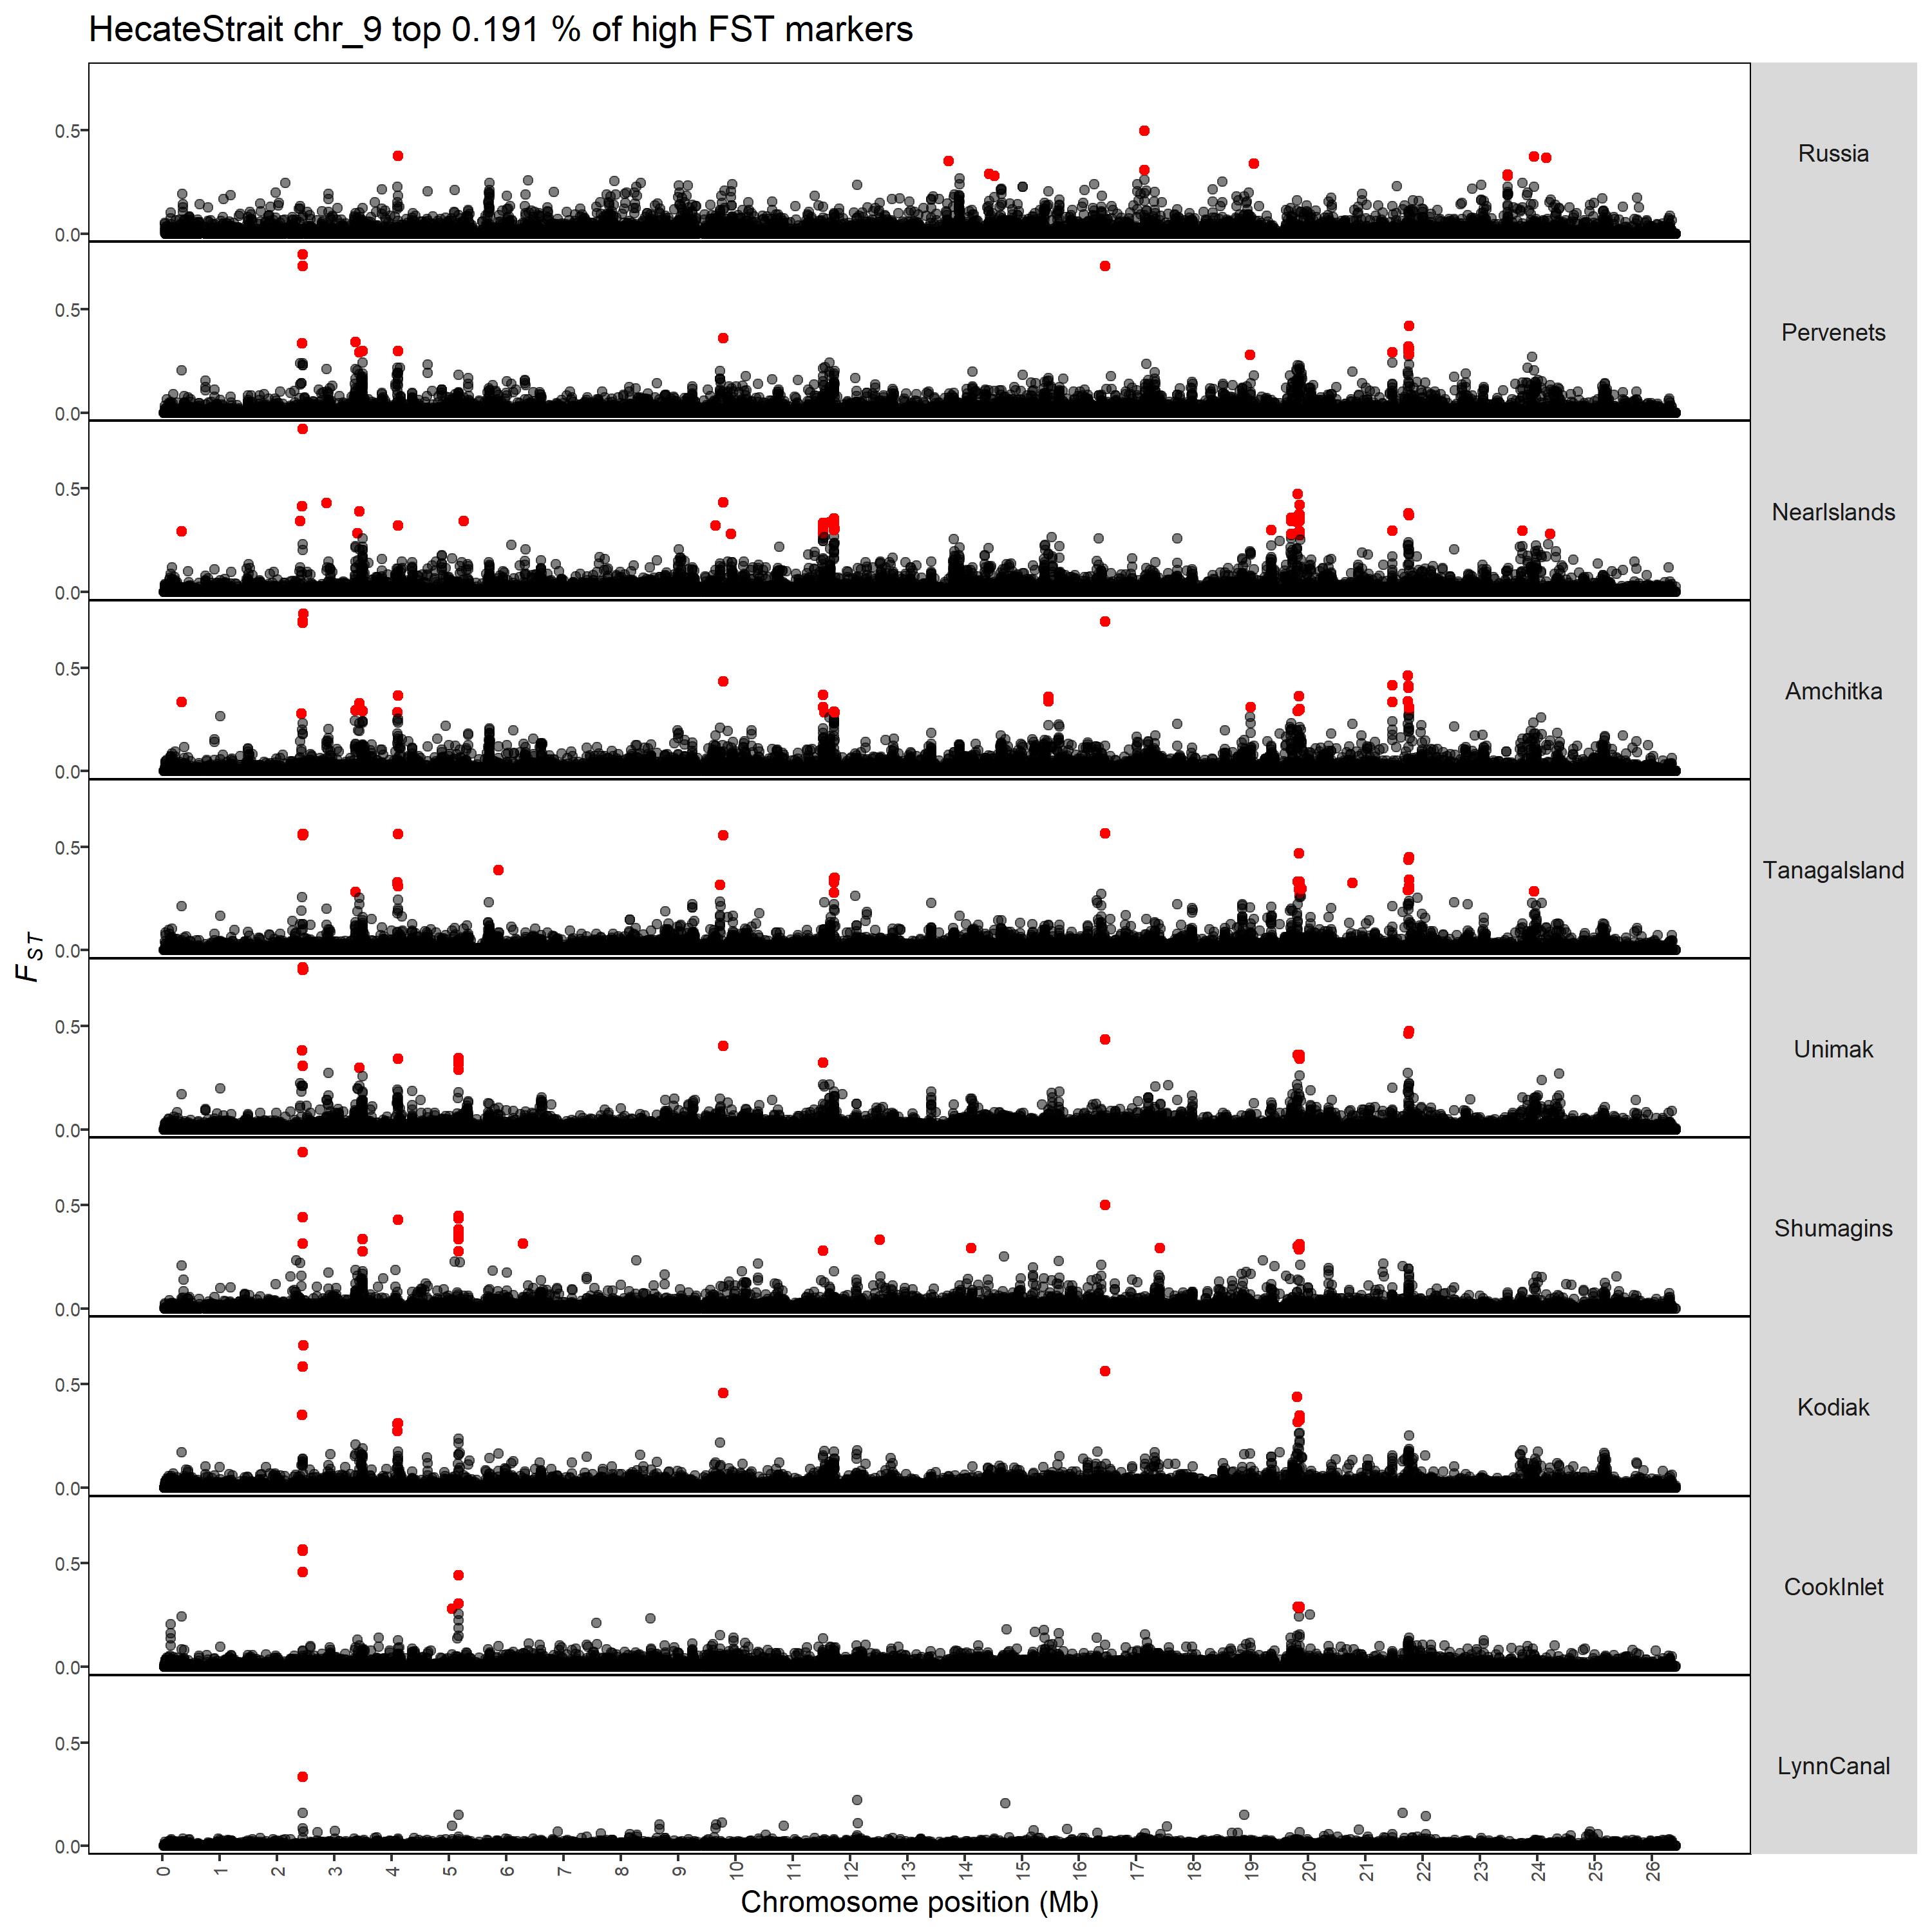 HecateStrait chr_9 top 0.191 % of high FST markers
0.5
0.0
Russia
0.5
0.0
Pervenets
0.5
0.0
NearIslands
0.5
0.0
Amchitka
0.5
0.0
TanagaIsland
0.5
0.0
Unimak
0.5
0.0
Shumagins
0.5
0.0
Kodiak
0.5
0.0
CookInlet
0.5
0.0
LynnCanal
FST
0 1 2 3 4 5 6 7 8 9 10 11 12 13 14 15 16 17 18 19 20 21 22 23 24 25 26
Chromosome position (Mb)